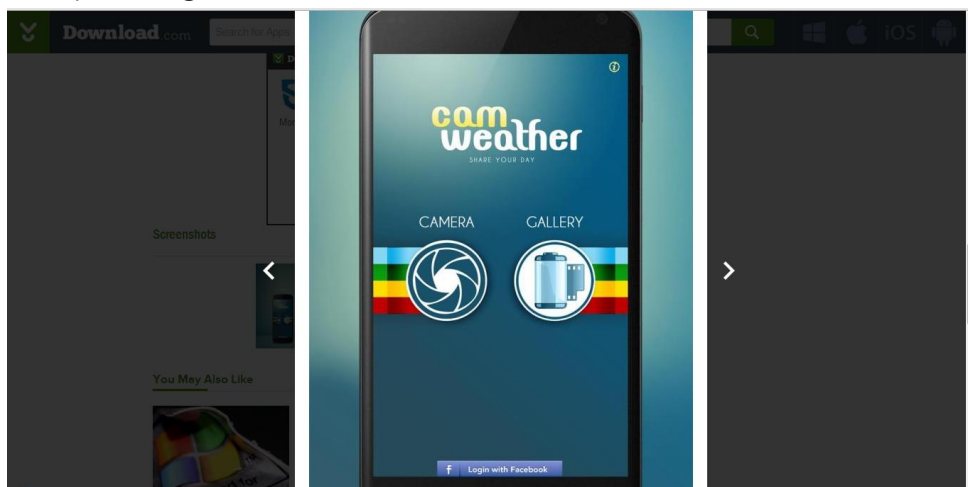 Download.com
Search for Apps
iOS
cam
weather
SHARE YOUR DAY
CAMERA
GALLERY
Screenshots
You May Also Like
f Login with Facebook